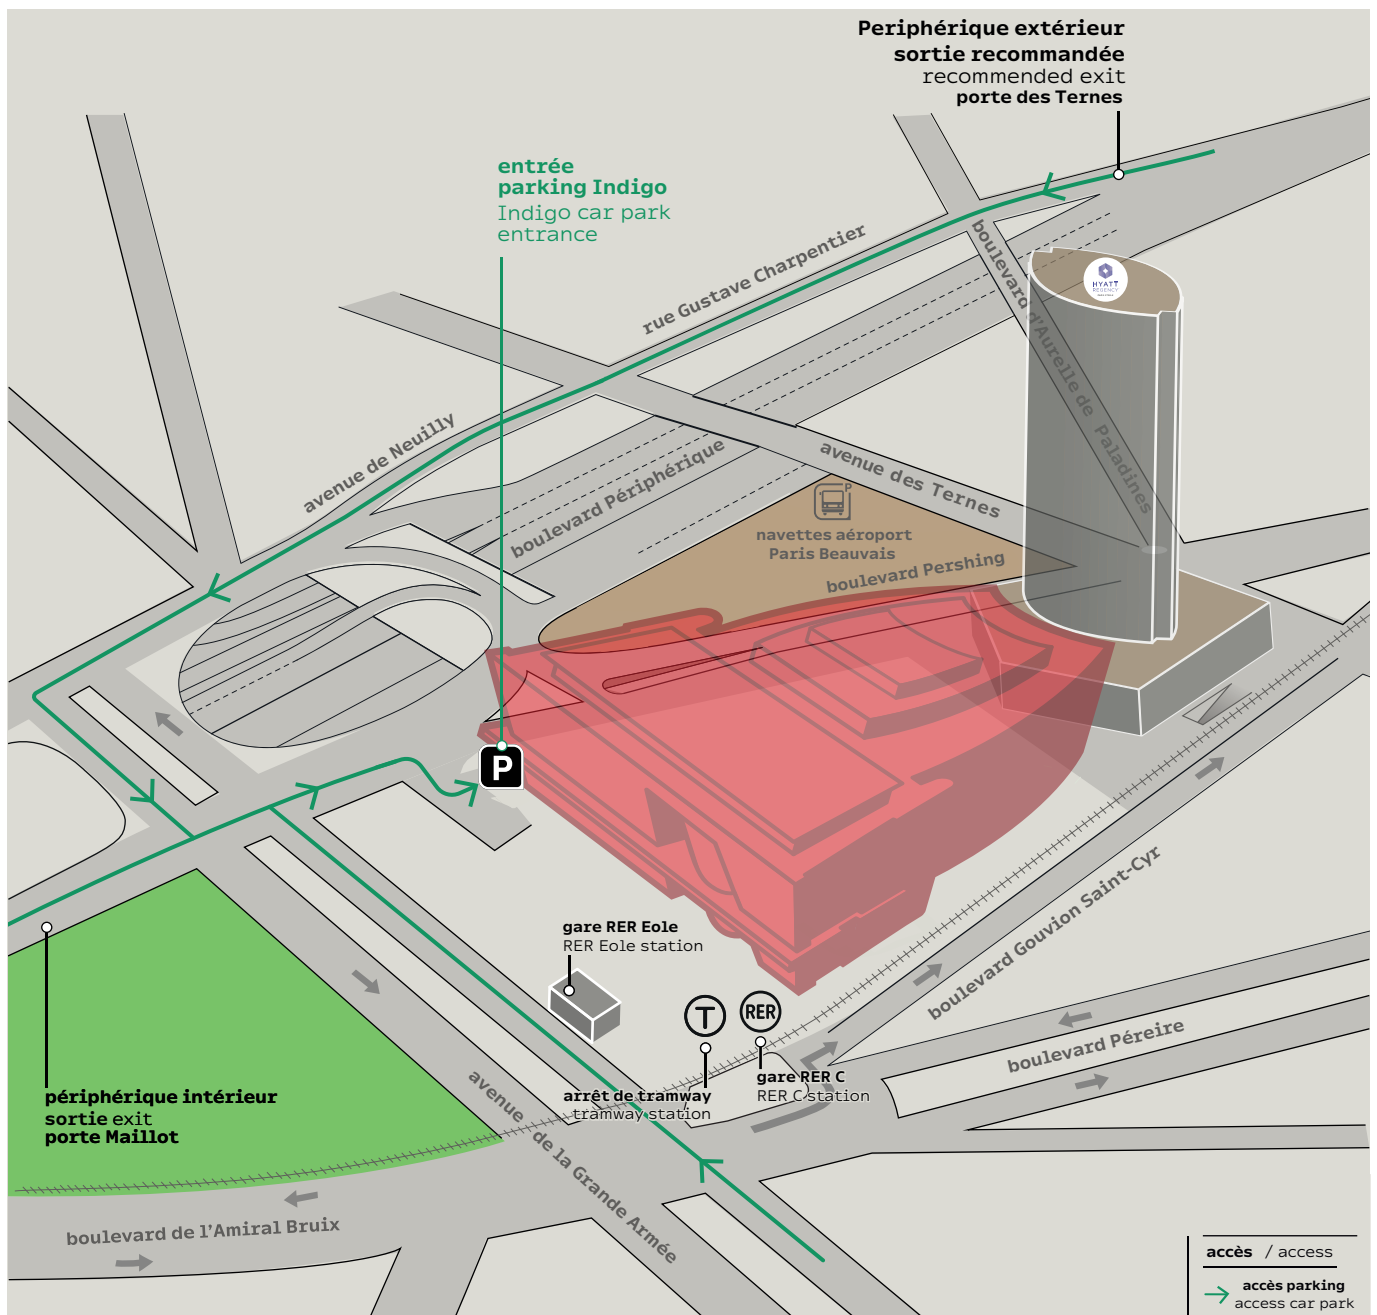 Periphérique extérieur
sortie recommandée
recommended exit
porte des Ternes
entrée
parking Indigo
Indigo car park
entrance
rue Gustave Charpentier
boulevard d'Aurelle de Paladines
HYATT
REGENCY
avenue de Neuilly
boulevard Périphérique
avenue des Ternes
P
navettes aéroport
Paris Beauvais
boulevard Pershing
P
boulevard Gouvion Saint-Cyr
gare RER Eole
RER Eole station
T
RER
boulevard Péreire
gare RER C
RER C station
arrêt de tramway
tramway station
périphérique intérieur
sortie exit
porte Maillot
avenue de la Grande Armée
boulevard de l'Amiral Bruix
accès / access
accès parking
access car park